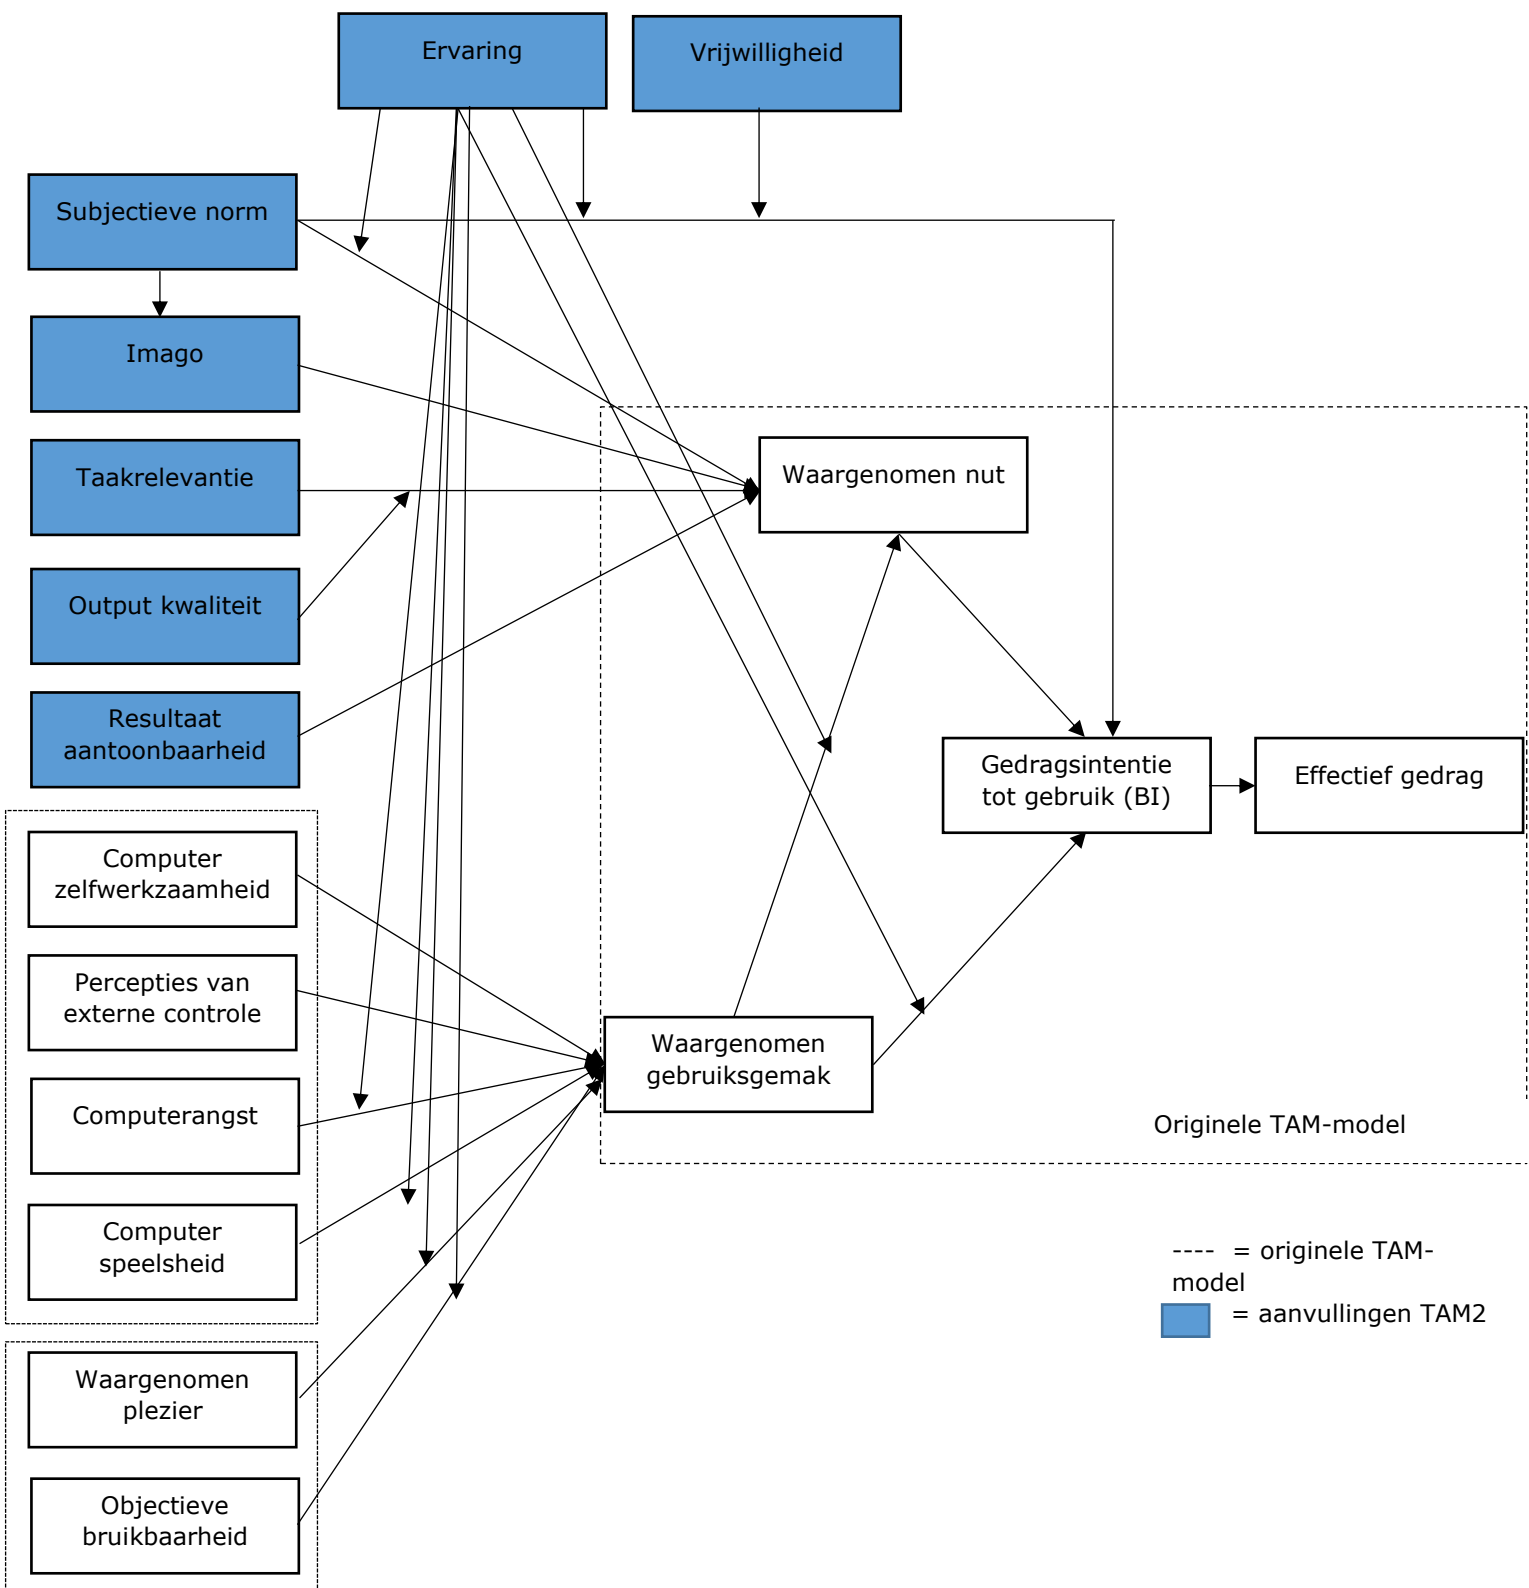 Ervaring
Vrijwilligheid
Subjectieve norm
Imago
Taakrelevantie
Waargenomen nut
Output kwaliteit
Resultaat
aantoonbaarheid
Gedragsintentie
tot gebruik (BI)
Effectief gedrag
Computer
zelfwerkzaamheid
Percepties van
externe controle
Waargenomen
gebruiksgemak
Computerangst
Originele TAM-model
Computer
speelsheid
---- = originele TAM-
model
= aanvullingen TAM2
Waargenomen
plezier
Objectieve
bruikbaarheid